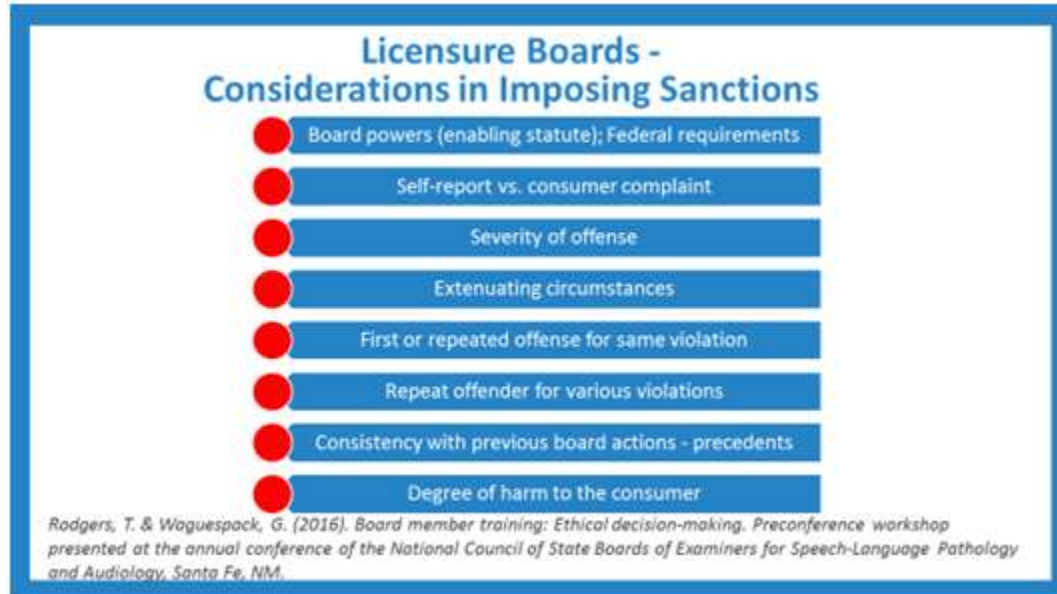 Licensure Boards -
Considerations in Imposing Sanctions
Board powers (enabling statute); Federal requirements
Self-report vs. consumer complaint
Severity of offense
Extenuating circumstances
First or repeated offense for same violation
Repeat offender for various violations
Consistency with previous board actions - precedents
Degree of harm to the consumer
Rodgers, T. & Waguespack, G. (2016). Board member training: Ethical decision-making. Preconference workshop
presented at the annual conference of the National Council of State Boards of Examiners for Speech-Language Pathology
and Audiology, Santa Fe, NM.